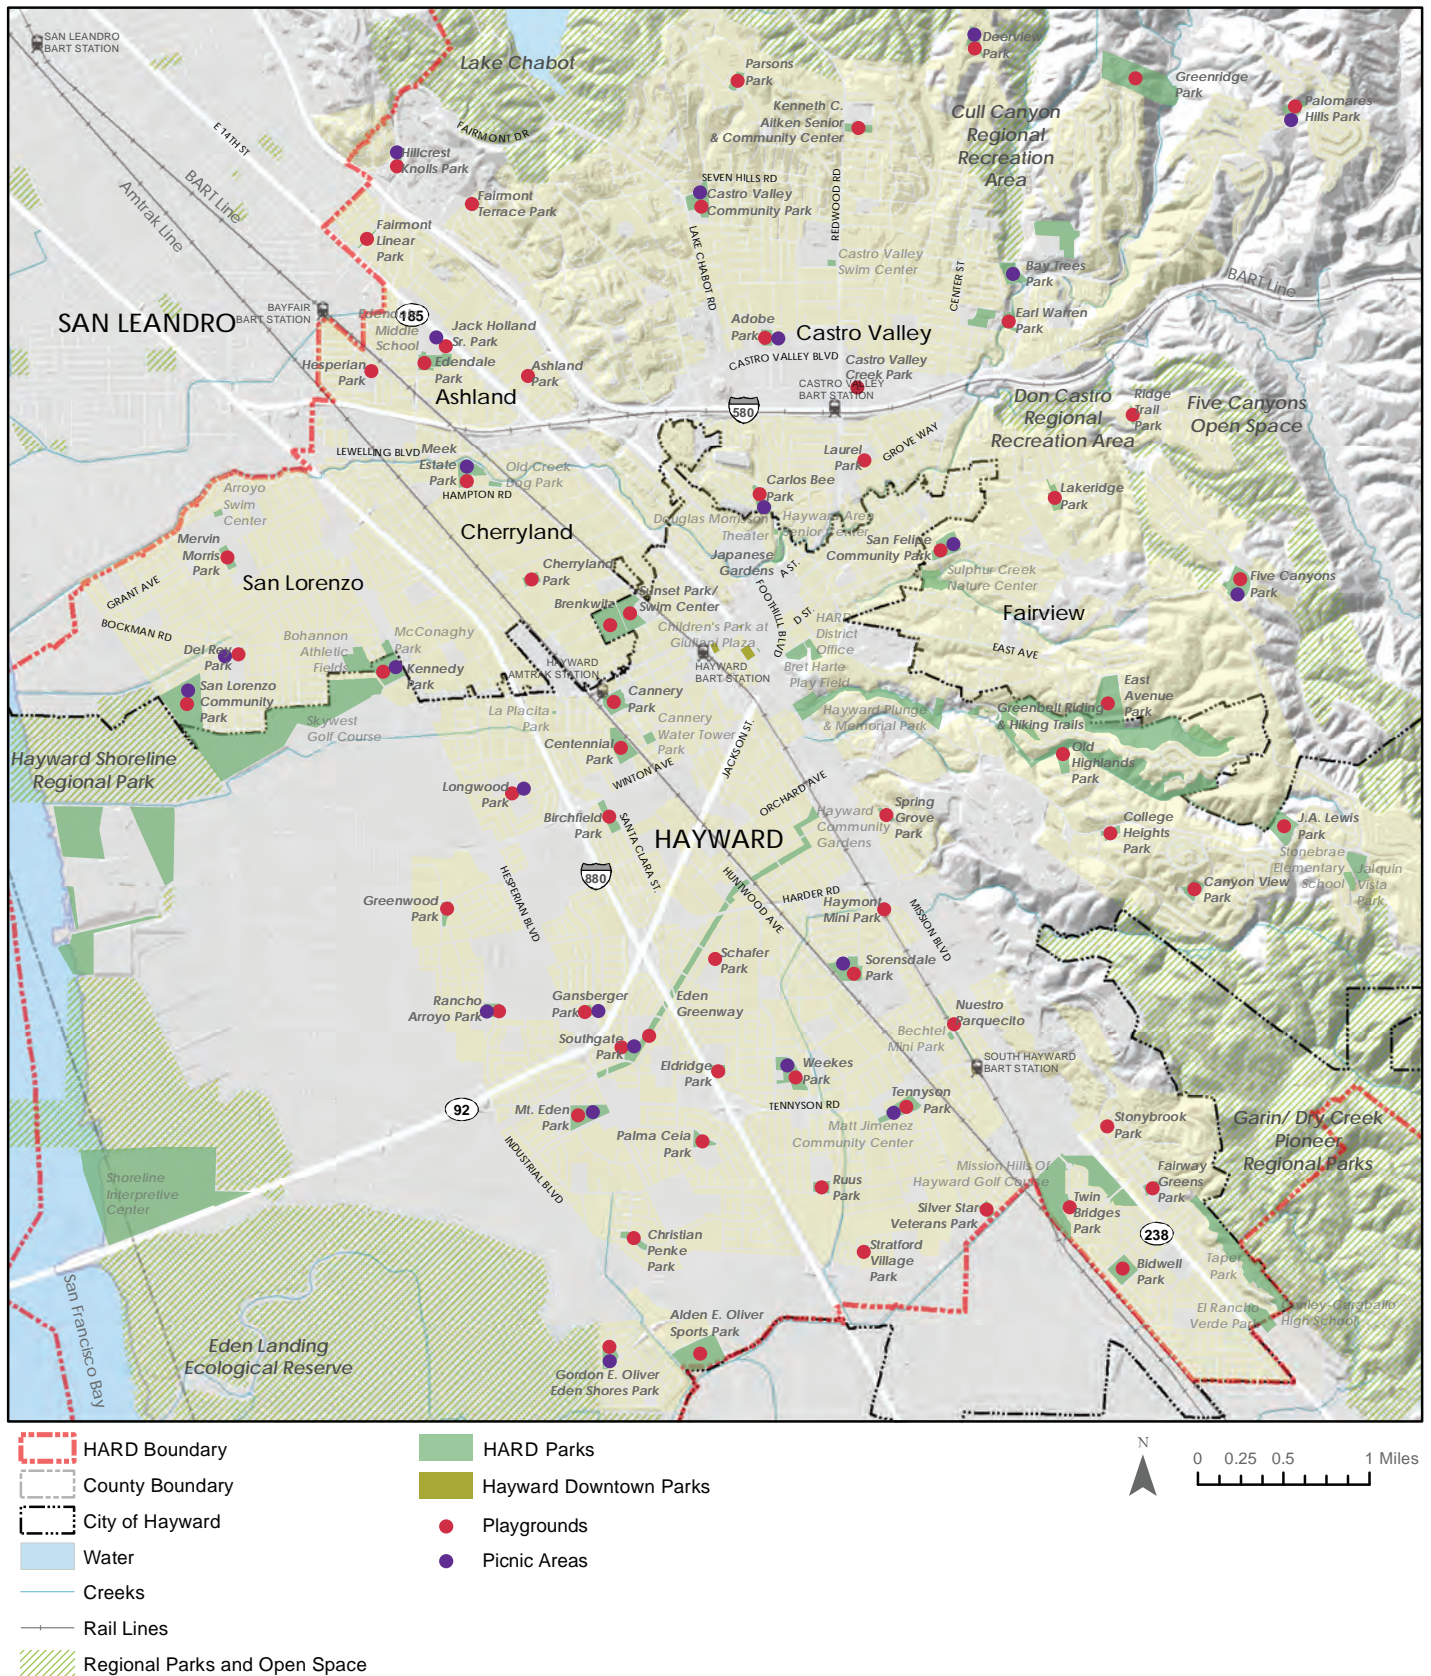 SAN LEANDRO
BART STATION
Lake Chabot
Parsons
Park
Deerview
Park
Greenridge
Park
Palomares
Hills Park
Kenneth C.
Aitken Senior
& Community Center
Cull Canyon
Regional
Recreation
Area
E 14TH ST
FAIRMONT DR
BART Line
Amtrak Line
Hillcrest
Knolls Park
Fairmont
Terrace Park
Fairmont
Linear
Park
SEVEN HILLS RD
Castro Valley
Community Park
REDWOOD RD
LAKE CHABOT RD
Castro Valley
Swim Center
CENTER ST
Bay Trees
Park
BART Line
Earl Warren
Park
SAN LEANDRO
BAYFAIR
BART STATION
185
Middle
School
Jack Holland
Sr. Park
Edendale
Park
Hesperian
Park
Ashland
Park
Ashland
Adobe
Park
Castro Valley
CASTRO VALLEY BLVD
Castro Valley
Creek Park
CASTRO VALLEY
BART STATION
580
Don Castro
Regional
Recreation Area
Ridge
Trail
Park
Five Canyons
Open Space
LEWELLING BLVD
Meek
Estate
Park
HAMPTON RD
Old Creek
Dog Park
Laurel
Park
GROVE WAY
Carlos Bee
Park
Lakeridge
Park
Arroyo
Swim
Center
Cherryland
Douglas Morrisson
Theater
Hayward Area
Senior Center
Japanese
Gardens
San Felipe
Community Park
Mervin
Morris
Park
San Lorenzo
GRANT AVE
BOCKMAN RD
Cherryland
Park
A ST.
Sulphur Creek
Nature Center
Five Canyons
Park
Brenkwitz
Sunset Park/
Swim Center
FOOTHILL BLVD
D ST.
Fairview
Children's Park at
Giuliani Plaza
HARD
District
Office
EAST AVE
Del Rey
Park
Bohannon
Athletic
Fields
McConaghy
Park
Kennedy
Park
HAYWARD
AMTRAK STATION
HAYWARD
BART STATION
Bret Harte
Play Field
San Lorenzo
Community
Park
Skywest
Golf Course
La Placita
Park
Cannery
Park
Cannery
Water Tower
Park
Hayward Plunge
& Memorial Park
Greenbelt Riding
& Hiking Trails
East
Avenue
Park
Hayward Shoreline
Regional Park
Centennial
Park
WINTON AVE
JACKSON ST.
Old
Highlands
Park
Longwood
Park
Birchfield
Park
SANTA CLARA ST.
ORCHARD AVE
HAYWARD
Hayward
Community
Gardens
Spring
Grove
Park
College
Heights
Park
J.A. Lewis
Park
Stonebrae
Elementary
School
Jalquin
Vista
Park
880
HESPERIAN BLVD
HUNTWOOD AVE
HARDER RD
Haymont
Mini Park
MISSION BLVD
Canyon View
Park
Greenwood
Park
Schafer
Park
Sorensdale
Park
Rancho
Arroyo Park
Gansberger
Park
Eden
Greenway
Nuestro
Parquecito
Bechtel
Mini Park
Southgate
Park
Eldridge
Park
Weekes
Park
SOUTH HAYWARD
BART STATION
92
Mt. Eden
Park
TENNYSON RD
Tennyson
Park
Matt Jimenez
Community Center
Stonybrook
Park
Garin/ Dry Creek
Pioneer
Regional Parks
Palma Ceia
Park
INDUSTRIAL BLVD
Shoreline
Interpretive
Center
Ruus
Park
Mission Hills Of
Hayward Golf Course
Fairway
Greens
Park
Twin
Bridges
Park
Silver Star
Veterans Park
238
Christian
Penke
Park
Stratford
Village
Park
Bidwell
Park
Taper
Park
San Francisco Bay
Alden E. Oliver
Sports Park
El Rancho
Verde Park
High School
Eden Landing
Ecological Reserve
Gordon E. Oliver
Eden Shores Park
HARD Boundary
County Boundary
City of Hayward
Water
Creeks
Rail Lines
Regional Parks and Open Space
HARD Parks
Hayward Downtown Parks
Playgrounds
Picnic Areas
N
0 0.25 0.5 1 Miles